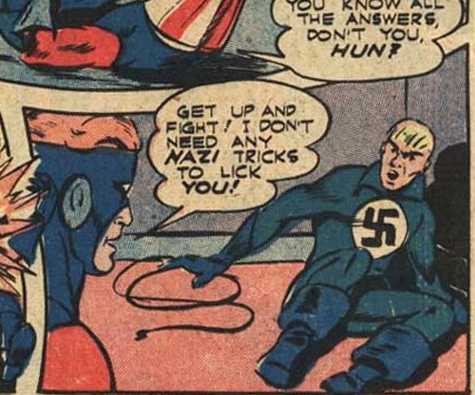 YOU KNOW ALL
THE ANSWERS,
DON'T YOU,
HUN?
GET UP AND
FIGHT! I DON'T
NEED ANY
NAZI TRICKS
TO LICK
YOU!